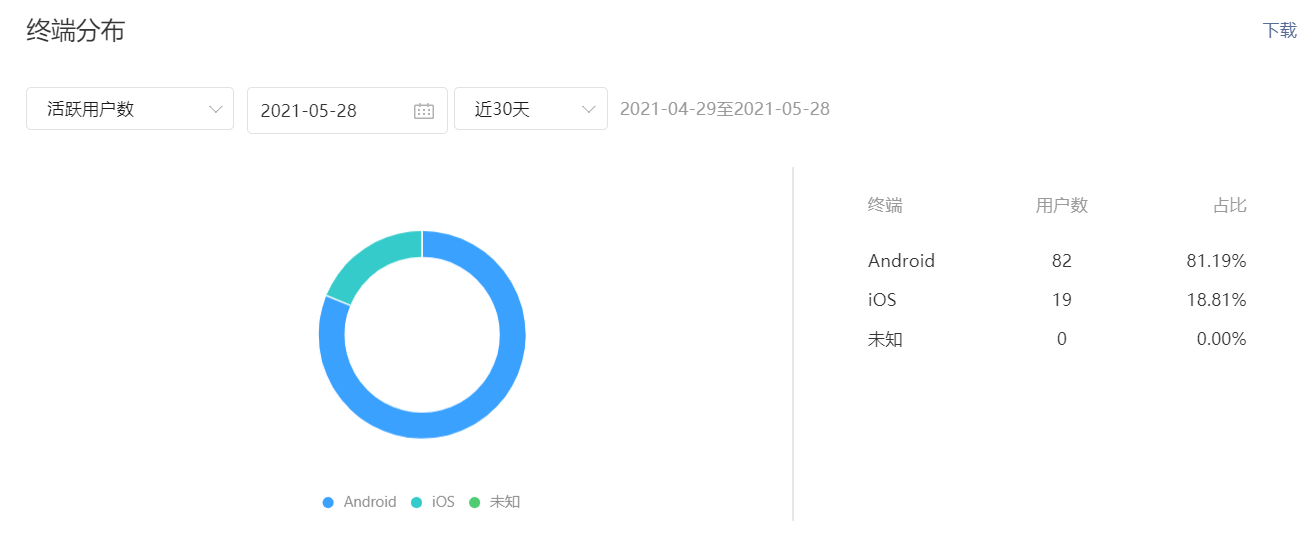 终端分布
下载
活跃用户数 2021-05-28 近30天 2021-04-29至2021-05-28
终端 用户数 占比
Android 82 81.19%
iOS 19 18.81%
未知 0 0.00%
Android iOS 未知